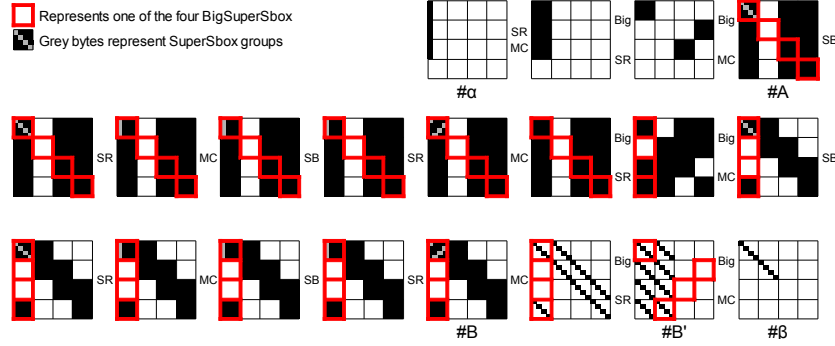 Represents one of the four BigSuperSbox
Grey bytes represent SuperSbox groups
SR
MC
Big
SR
Big
MC
SB
#α
#A
SR
MC
SB
SR
MC
Big
SR
Big
MC
SB
SR
MC
SB
SR
MC
Big
SR
Big
MC
#B
#B'
#β